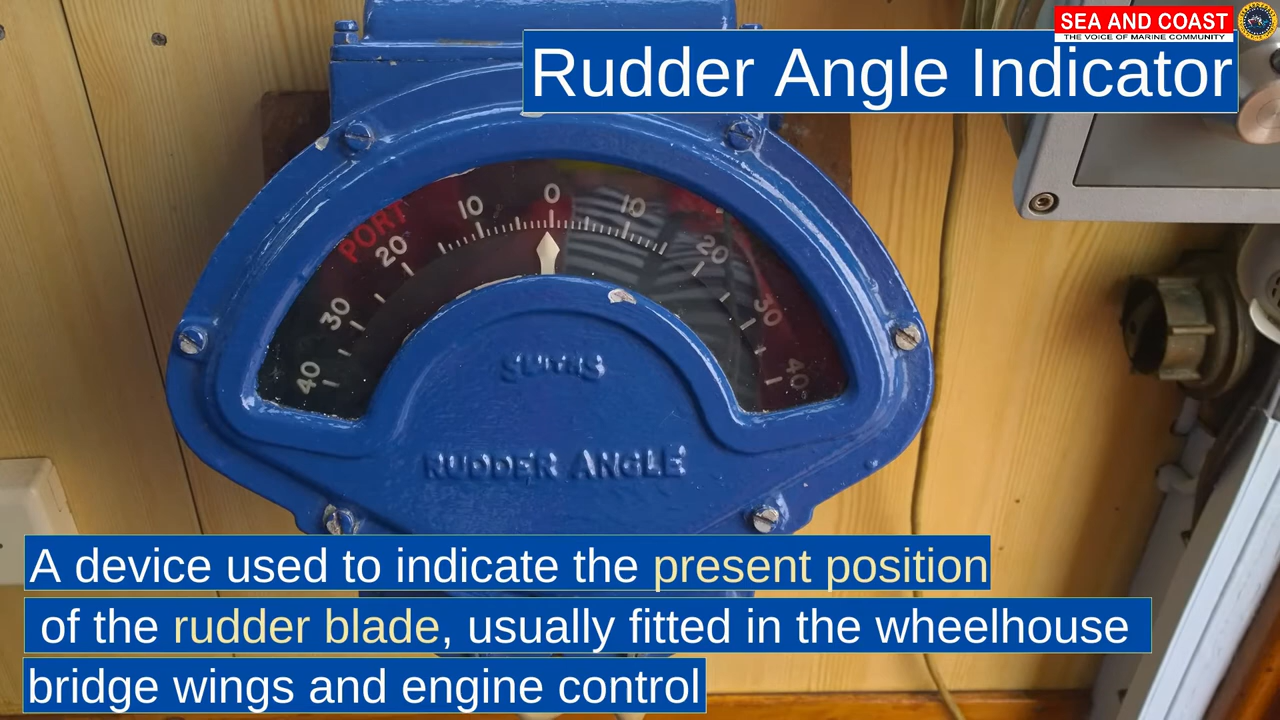 SEA AND COAST
THE VOICE OF MARINE COMMUNITY
Rudder Angle Indicator
PORT
40 30 20 10 0 10 20 30 40
SMITHS
RUDDER ANGLE
A device used to indicate the present position
of the rudder blade, usually fitted in the wheelhouse
bridge wings and engine control